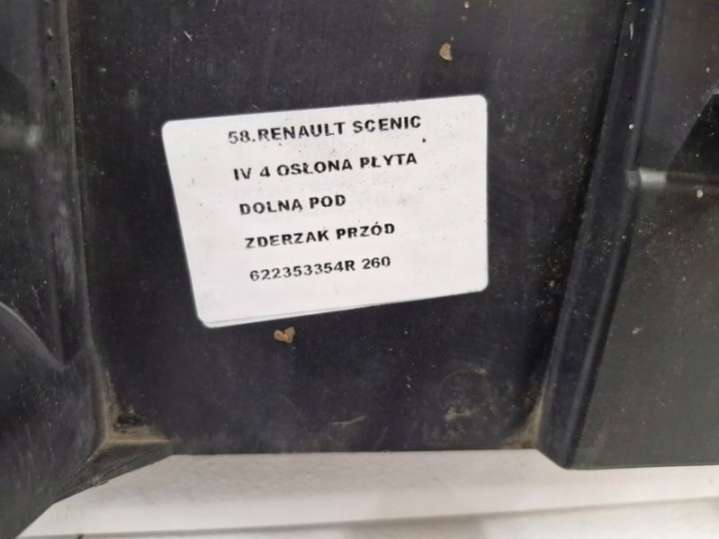 58.RENAULT SCENIC
IV 4 OSŁONA PŁYTA
DOLNA POD
ZDERZAK PRZÓD
622353354R 260